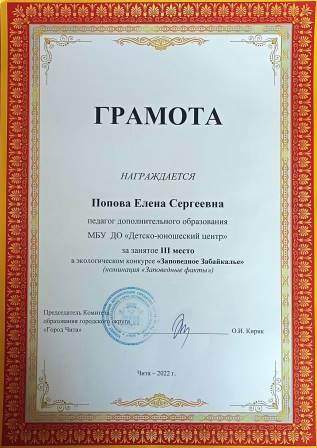 ГРАМОТА
НАГРАЖДАЕТСЯ
Попова Елена Сергеевна
педагог дополнительного образования
МБУ ДО «Детско-юношеский центр»
за занятое III место
в экологическом конкурсе «Заповедное Забайкалье»
(номинация «Заповедные факты»)
Председатель Комитета
образования городского округа
«Город Чита» О.И. Кирик
Чита – 2022 г.